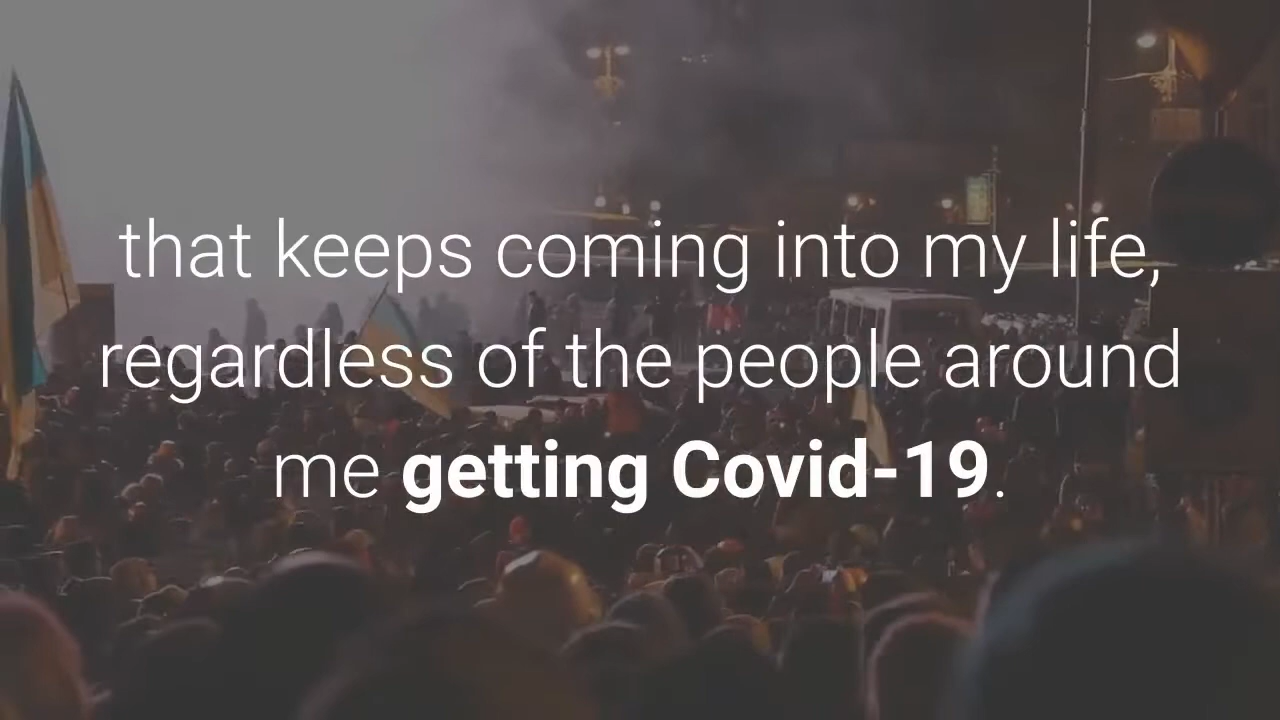 that keeps coming into my life,
regardless of the people around
me getting Covid-19.